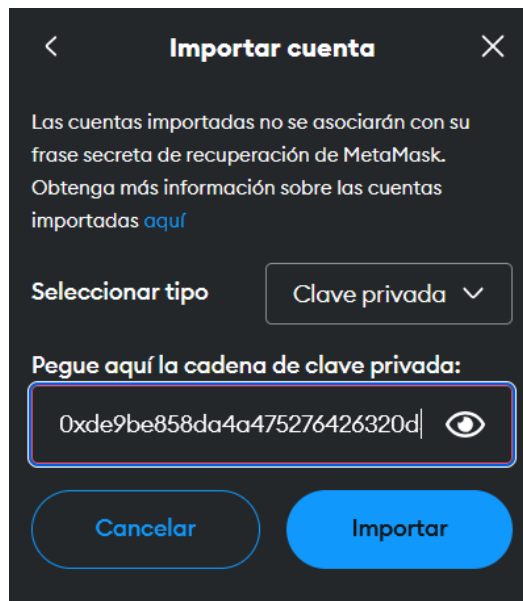 Importar cuenta
Las cuentas importadas no se asociarán con su
frase secreta de recuperación de MetaMask.
Obtenga más información sobre las cuentas
importadas aquí
Seleccionar tipo
Clave privada
Pegue aquí la cadena de clave privada:
0xde9be858da4a475276426320d
Cancelar
Importar